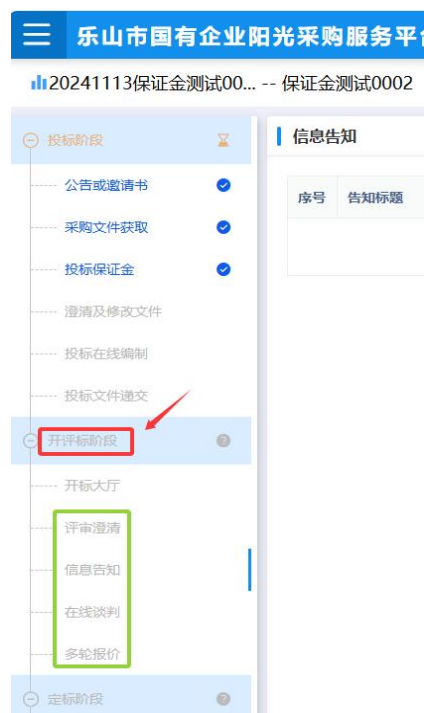 乐山市国有企业阳光采购服务平
20241113保证金测试00... -- 保证金测试0002
投标阶段
信息告知
公告或邀请书
序号 告知标题
采购文件获取
投标保证金
澄清及修改文件
投标在线编制
投标文件递交
开评标阶段
开标大厅
评审澄清
信息告知
在线谈判
多轮报价
定标阶段